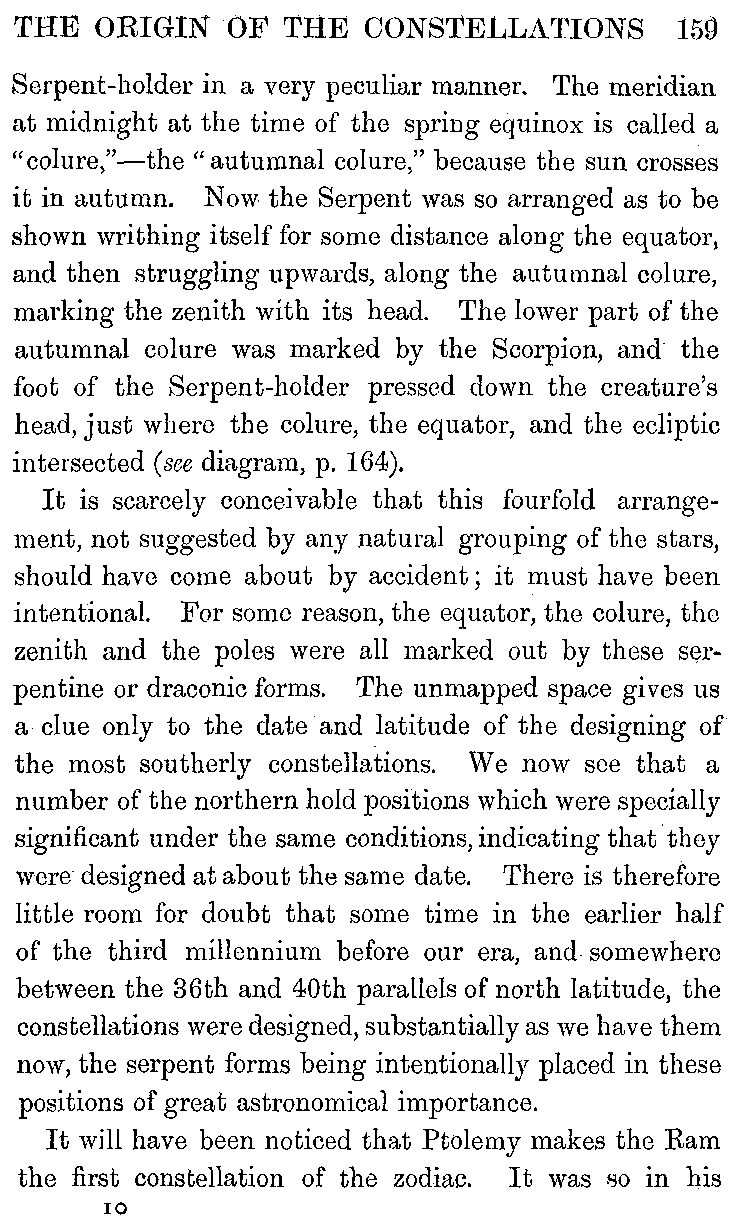 THE ORIGIN OF THE CONSTELLATIONS 159
Serpent-holder in a very peculiar manner. The meridian
at midnight at the time of the spring equinox is called a
“colure,”—the “autumnal colure,” because the sun crosses
it in autumn. Now the Serpent was so arranged as to be
shown writhing itself for some distance along the equator,
and then struggling upwards, along the autumnal colure,
marking the zenith with its head. The lower part of the
autumnal colure was marked by the Scorpion, and the
foot of the Serpent-holder pressed down the creature’s
head, just where the colure, the equator, and the ecliptic
intersected (see diagram, p. 164).
It is scarcely conceivable that this fourfold arrange-
ment, not suggested by any natural grouping of the stars,
should have come about by accident; it must have been
intentional. For some reason, the equator, the colure, the
zenith and the poles were all marked out by these ser-
pentine or draconic forms. The unmapped space gives us
a clue only to the date and latitude of the designing of
the most southerly constellations. We now see that a
number of the northern hold positions which were specially
significant under the same conditions, indicating that they
were designed at about the same date. There is therefore
little room for doubt that some time in the earlier half
of the third millennium before our era, and somewhere
between the 36th and 40th parallels of north latitude, the
constellations were designed, substantially as we have them
now, the serpent forms being intentionally placed in these
positions of great astronomical importance.
It will have been noticed that Ptolemy makes the Ram
the first constellation of the zodiac. It was so in his
10